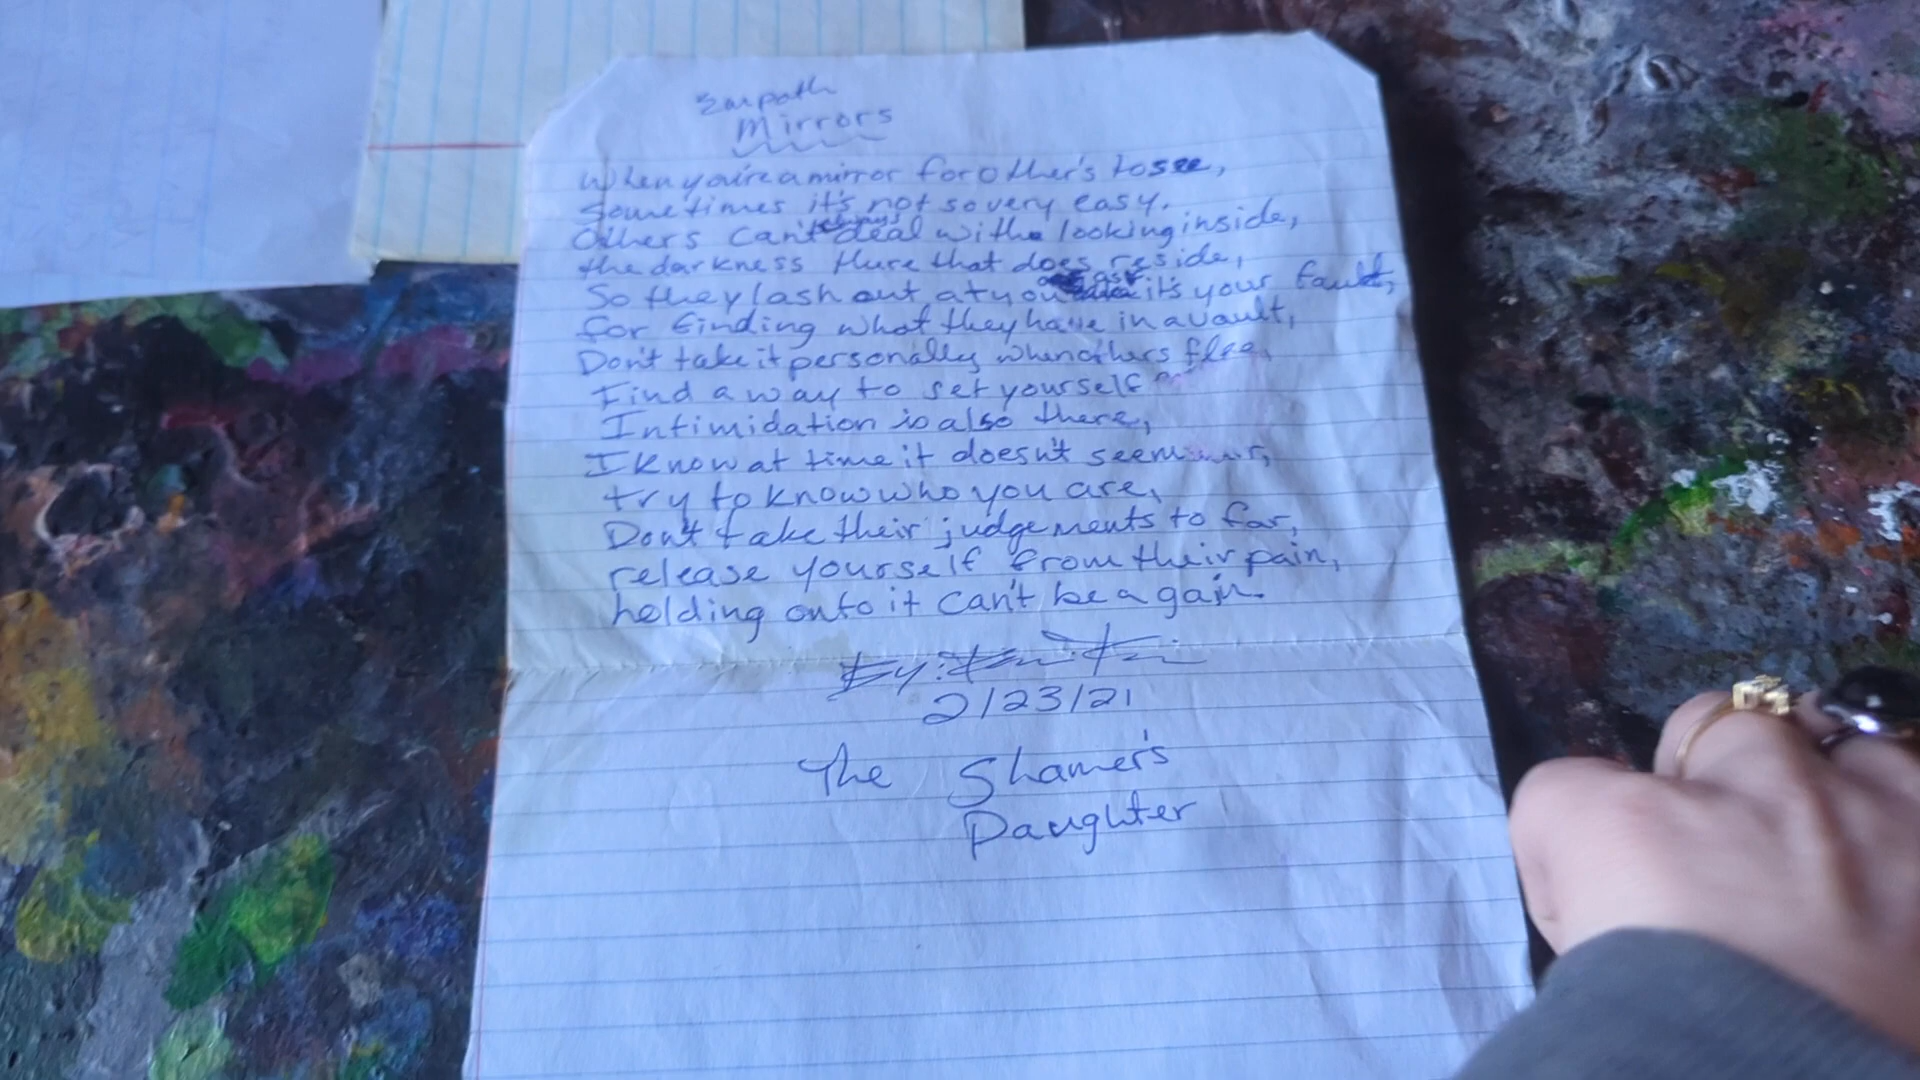 Empath
Mirrors
When you're a mirror for other's to see,
Sometimes it's not so very easy.
Others can't always deal with looking inside,
the darkness there that does reside,
So they lash out at you as it's your fault,
for finding what they have in a vault,
Don't take it personally when others flee,
Find a way to set yourself
Intimidation is also there,
I know at time it doesn't seem
try to know who you are,
Don't take their judgements to far,
release yourself from their pain,
holding onto it can't be a gain.
By:
2/23/21
The Shamer's
Daughter